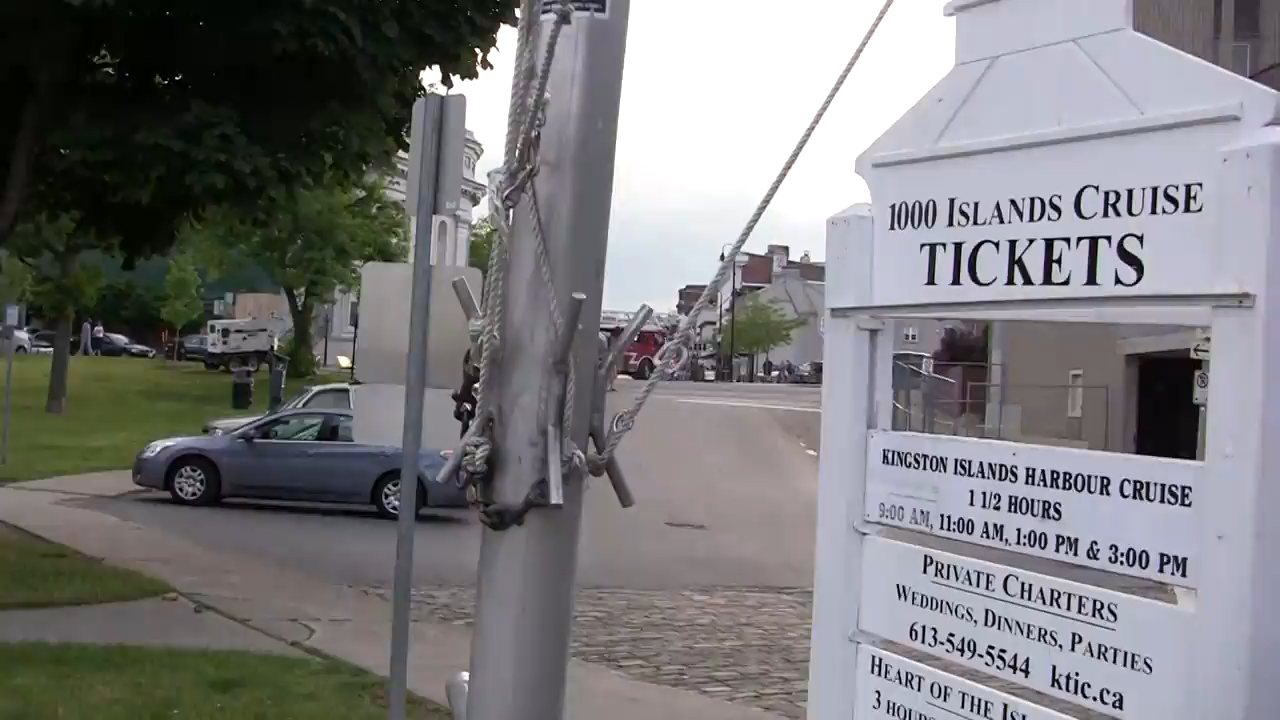 1000 ISLANDS CRUISE
TICKETS
KINGSTON ISLANDS HARBOUR CRUISE
1 1/2 HOURS
9:00 AM, 11:00 AM, 1:00 PM & 3:00 PM
PRIVATE CHARTERS
WEDDINGS, DINNERS, PARTIES
613-549-5544 ktic.ca
HEART OF THE
3